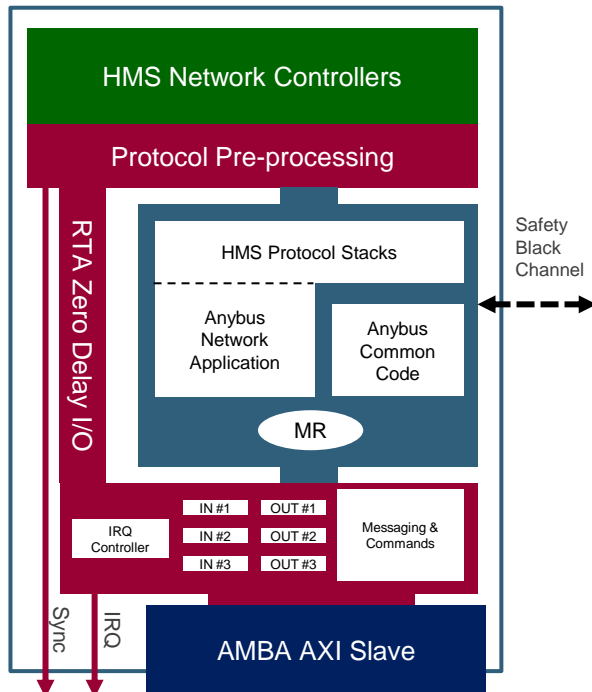 HMS Network Controllers
Protocol Pre-processing
RTA Zero Delay I/O
HMS Protocol Stacks
Anybus
Network
Application
Anybus
Common
Code
MR
Safety
Black
Channel
IRQ
Controller
IN #1
OUT #1
IN #2
OUT #2
IN #3
OUT #3
Messaging &
Commands
Sync
IRQ
AMBA AXI Slave